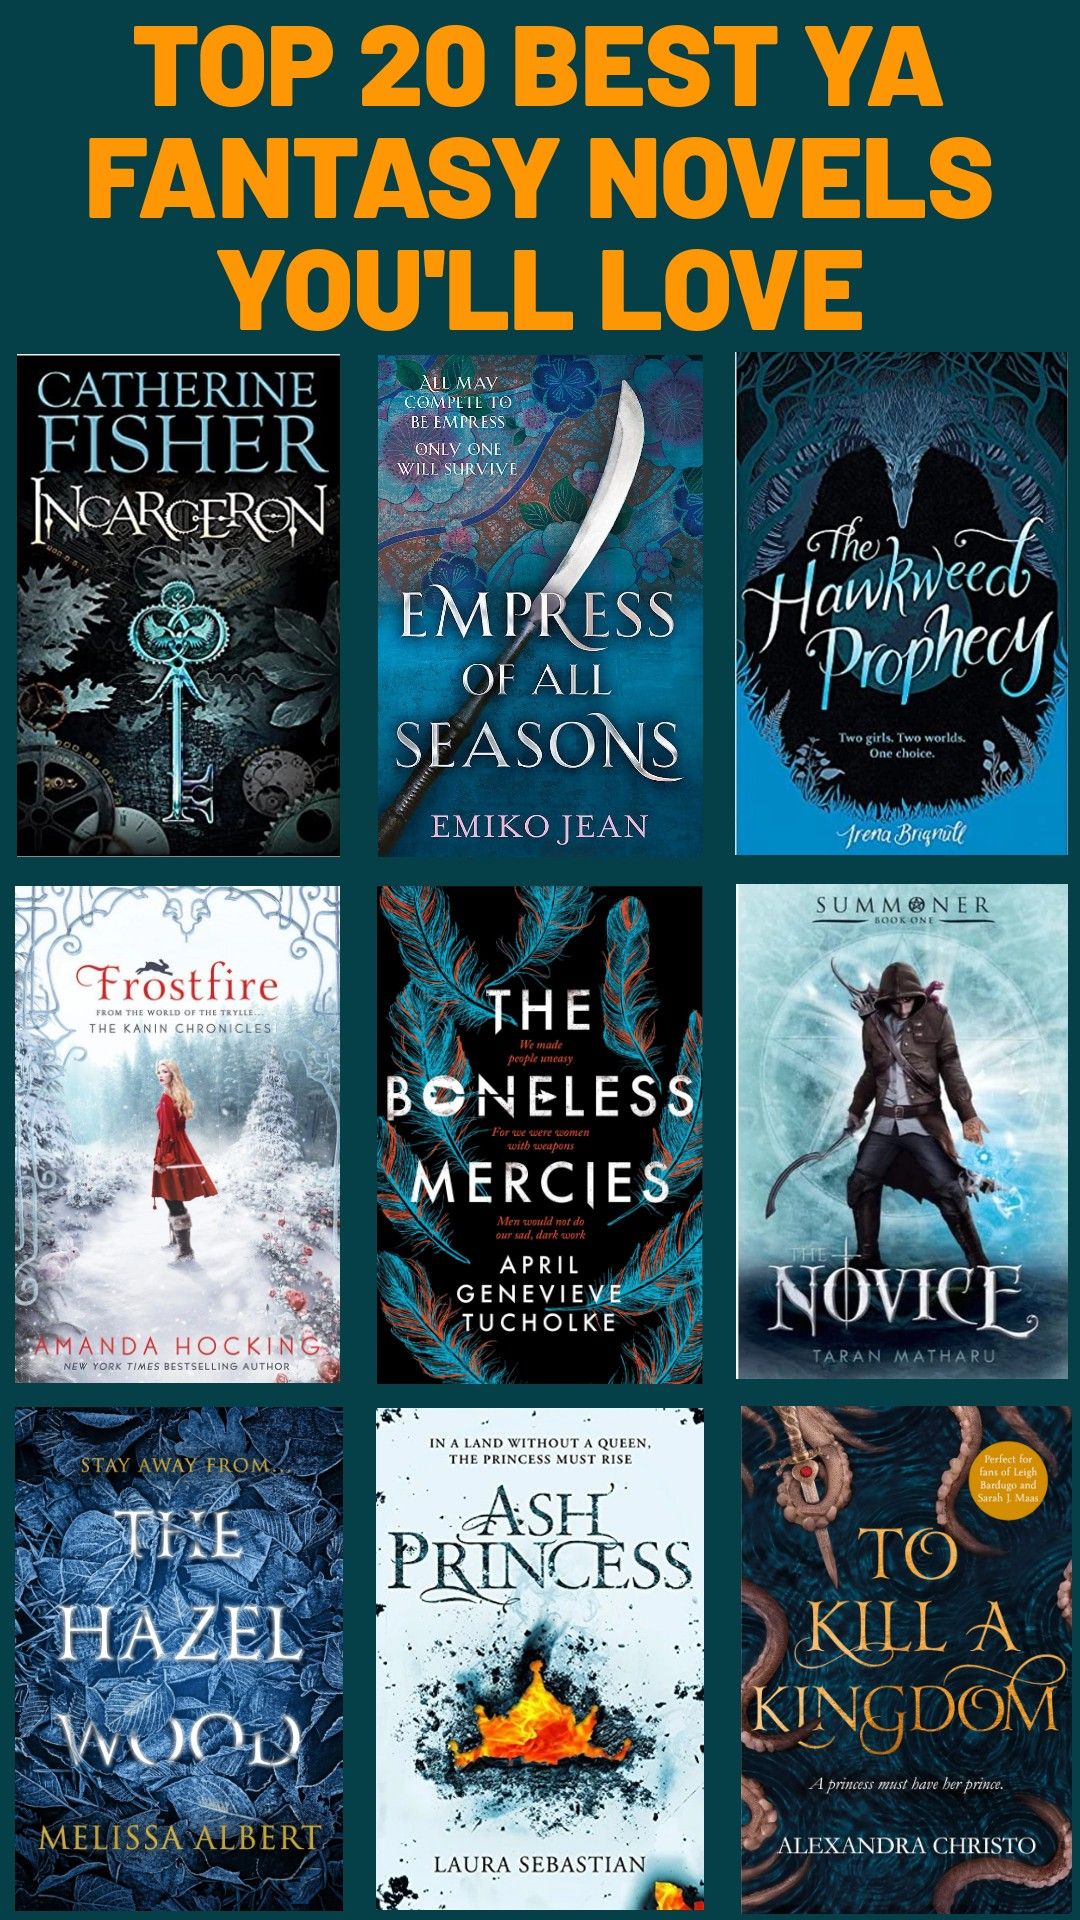 TOP 20 BEST YA
FANTASY NOVELS
YOU'LL LOVE
CATHERINE
FISHER
INCARCERON
ALL MAY
COMPETE TO
BE EMPRESS
ONLY ONE
WILL SURVIVE
EMPRESS
OF ALL
SEASONS
EMIKO JEAN
The
Hawkweed
Prophecy
Two girls. Two worlds.
One choice.
Irena Brignull
Frostfire
FROM THE WORLD OF THE TRYLLE...
THE KANIN CHRONICLES
AMANDA HOCKING
NEW YORK TIMES BESTSELLING AUTHOR
THE
We made
people uneasy
BONELESS
For we were women
with weapons
MERCIES
Men would not do
our sad, dark work
APRIL
GENEVIEVE
TUCHOLKE
SUMMONER
BOOK ONE
THE
NOVICE
TARAN MATHARU
STAY AWAY FROM...
THE
HAZEL
WOOD
MELISSA ALBERT
IN A LAND WITHOUT A QUEEN,
THE PRINCESS MUST RISE
ASH
PRINCESS
LAURA SEBASTIAN
Perfect for
fans of Leigh
Bardugo and
Sarah J. Maas
TO
KILL A
KINGDOM
A princess must have her prince.
ALEXANDRA CHRISTO